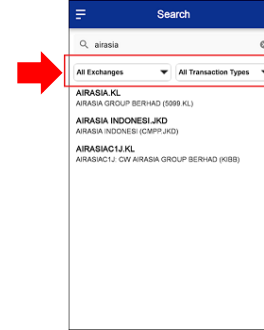 Search
airasia
All Exchanges
All Transaction Types
AIRASIA.KL
AIRASIA GROUP BERHAD (5099.KL)
AIRASIA INDONESI.JKD
AIRASIA INDONESI (CMPP.JKD)
AIRASIAC1J.KL
AIRASIAC1J: CW AIRASIA GROUP BERHAD (KIBB)